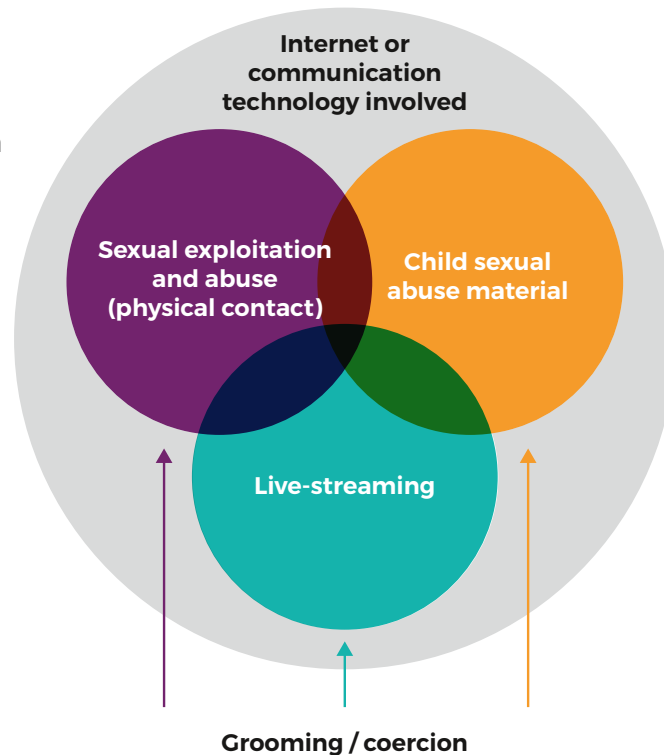 Internet or
communication
technology involved
Sexual exploitation
and abuse
(physical contact)
Child sexual
abuse material
Live-streaming
Grooming / coercion